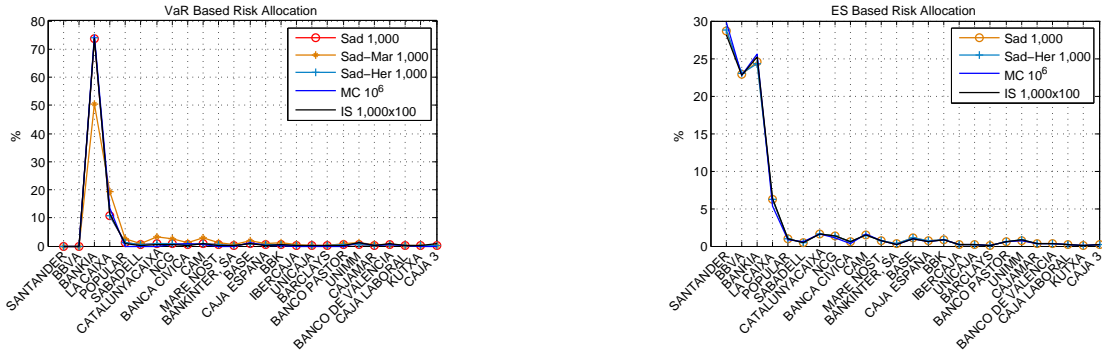 VaR Based Risk Allocation
80
70
60
50
40
30
20
10
0
%
Sad 1,000
Sad-Mar 1,000
Sad-Her 1,000
MC 10^6
IS 1,000x100
SANTANDER
BBVA
BANKIA
LA CAIXA
POPULAR
SABADELL
CATALUNYACAIXA
NCG
BANCA CIVICA
CAM
MARE NOST
BANKINTER, SA
BASE
CAJA ESPANA
BBK
IBERCAJA
UNICAJA
BARCLAYS
BANCO PASTOR
UNIMM
CAJAMAR
BANCO DE VALENCIA
CAJA LABORAL
KUTXA
CAJA 3
ES Based Risk Allocation
30
25
20
15
10
5
0
%
Sad 1,000
Sad-Her 1,000
MC 10^6
IS 1,000x100
SANTANDER
BBVA
BANKIA
LA CAIXA
POPULAR
SABADELL
CATALUNYACAIXA
NCG
BANCA CIVICA
CAM
MARE NOST
BANKINTER, SA
BASE
CAJA ESPANA
BBK
IBERCAJA
UNICAJA
BARCLAYS
BANCO PASTOR
UNIMM
CAJAMAR
BANCO DE VALENCIA
CAJA LABORAL
KUTXA
CAJA 3